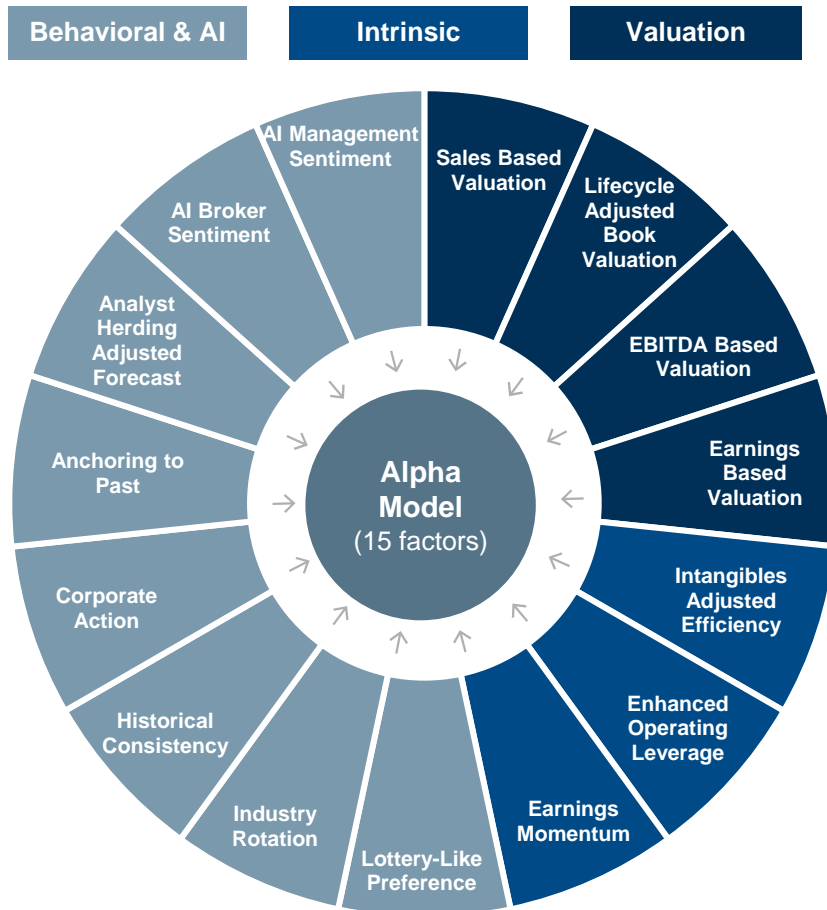 Behavioral & AI
Intrinsic
Valuation
AI Management
Sentiment
Sales Based
Valuation
Lifecycle
Adjusted
Book
Valuation
EBITDA Based
Valuation
Earnings
Based
Valuation
Intangibles
Adjusted
Efficiency
Enhanced
Operating
Leverage
Earnings
Momentum
Lottery-Like
Preference
Industry
Rotation
Historical
Consistency
Corporate
Action
Anchoring to
Past
Analyst
Herding
Adjusted
Forecast
AI Broker
Sentiment
Alpha
Model
(15 factors)